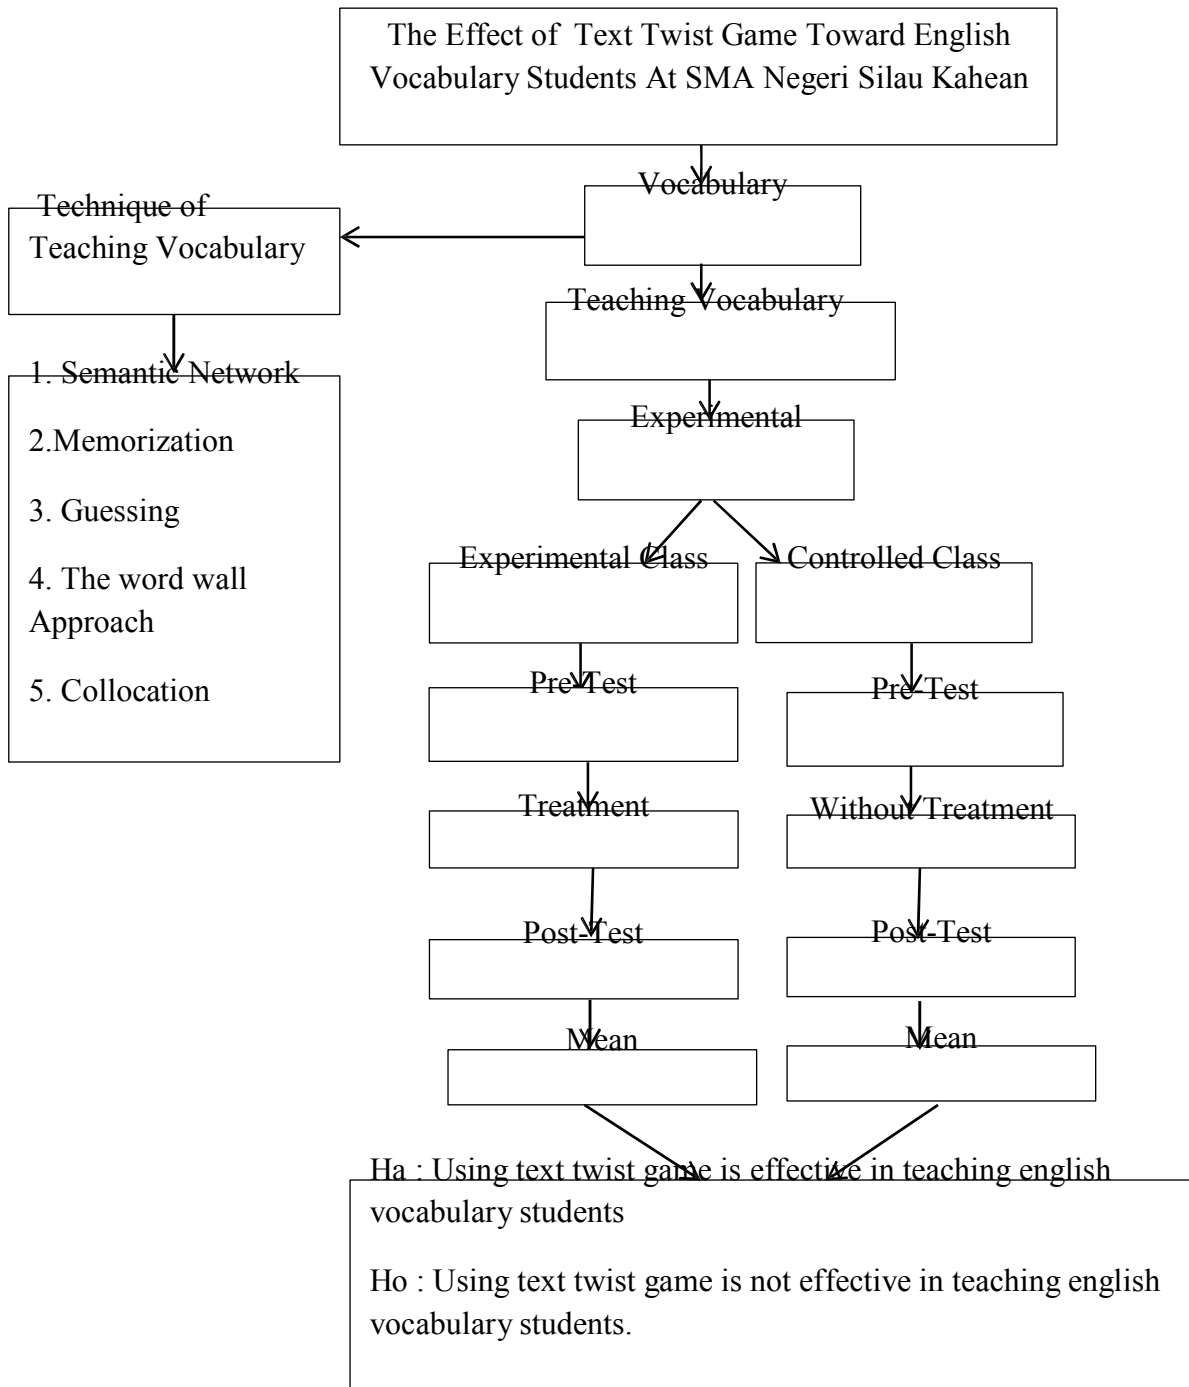 The Effect of  Text Twist Game Toward English
Vocabulary Students At SMA Negeri Silau Kahean
Vocabulary
Technique of
Teaching Vocabulary
Teaching Vocabulary
1. Semantic Network
2.Memorization
3. Guessing
4. The word wall
Approach
5. Collocation
Experimental
Experimental Class
Controlled Class
Pre-Test
Pre-Test
Treatment
Without Treatment
Post-Test
Post-Test
Mean
Mean
Ha : Using text twist game is effective in teaching english
vocabulary students
Ho : Using text twist game is not effective in teaching english
vocabulary students.